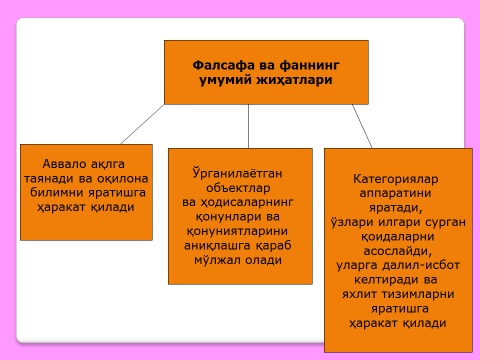 Фалсафа ва фаннинг
умумий жиҳатлари
Аввало ақлга
таянади ва оқилона
билимни яратишга
ҳаракат қилади
Ўрганилаётган
объектлар
ва ҳодисаларнинг
қонунлари ва
қонуниятларини
аниқлашга қараб
мўлжал олади
Категориялар
аппаратини
яратади,
ўзлари илгари сурган
қоидаларни
асослайди,
уларга далил-исбот
келтиради ва
яхлит тизимларни
яратишга
ҳаракат қилади